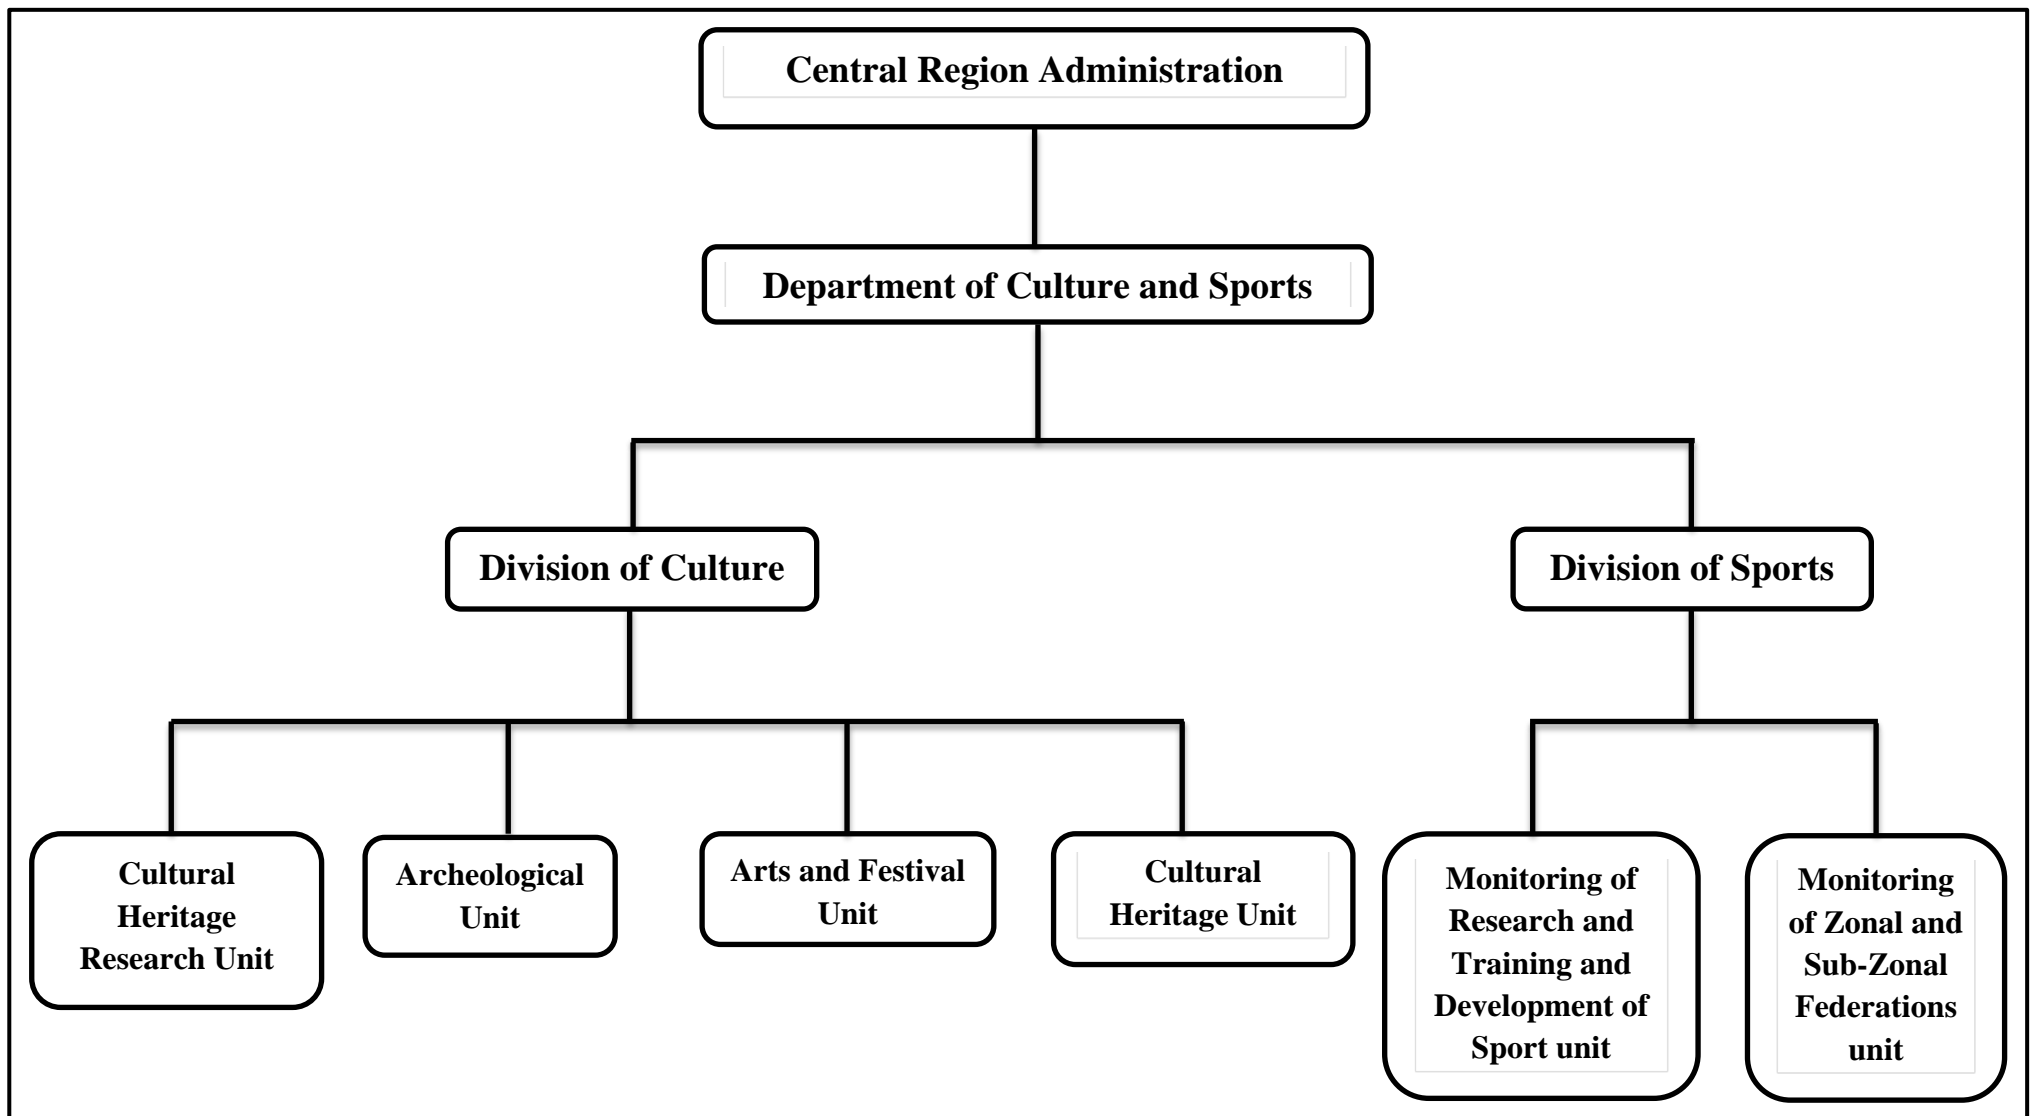 Central Region Administration
Department of Culture and Sports
Division of Culture
Division of Sports
Cultural
Heritage
Research Unit
Archeological
Unit
Arts and Festival
Unit
Cultural
Heritage Unit
Monitoring of
Research and
Training and
Development of
Sport unit
Monitoring
of Zonal and
Sub-Zonal
Federations
unit